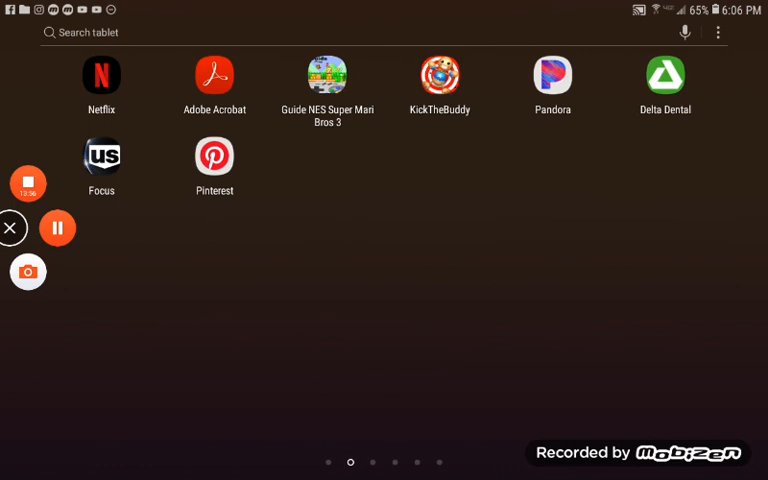 65% 6:06 PM
Search tablet
N
Netflix
Adobe Acrobat
Guide NES Super Mari
Bros 3
KickTheBuddy
Pandora
Delta Dental
us
Focus
Pinterest
13:56
Recorded by MOBIZEN